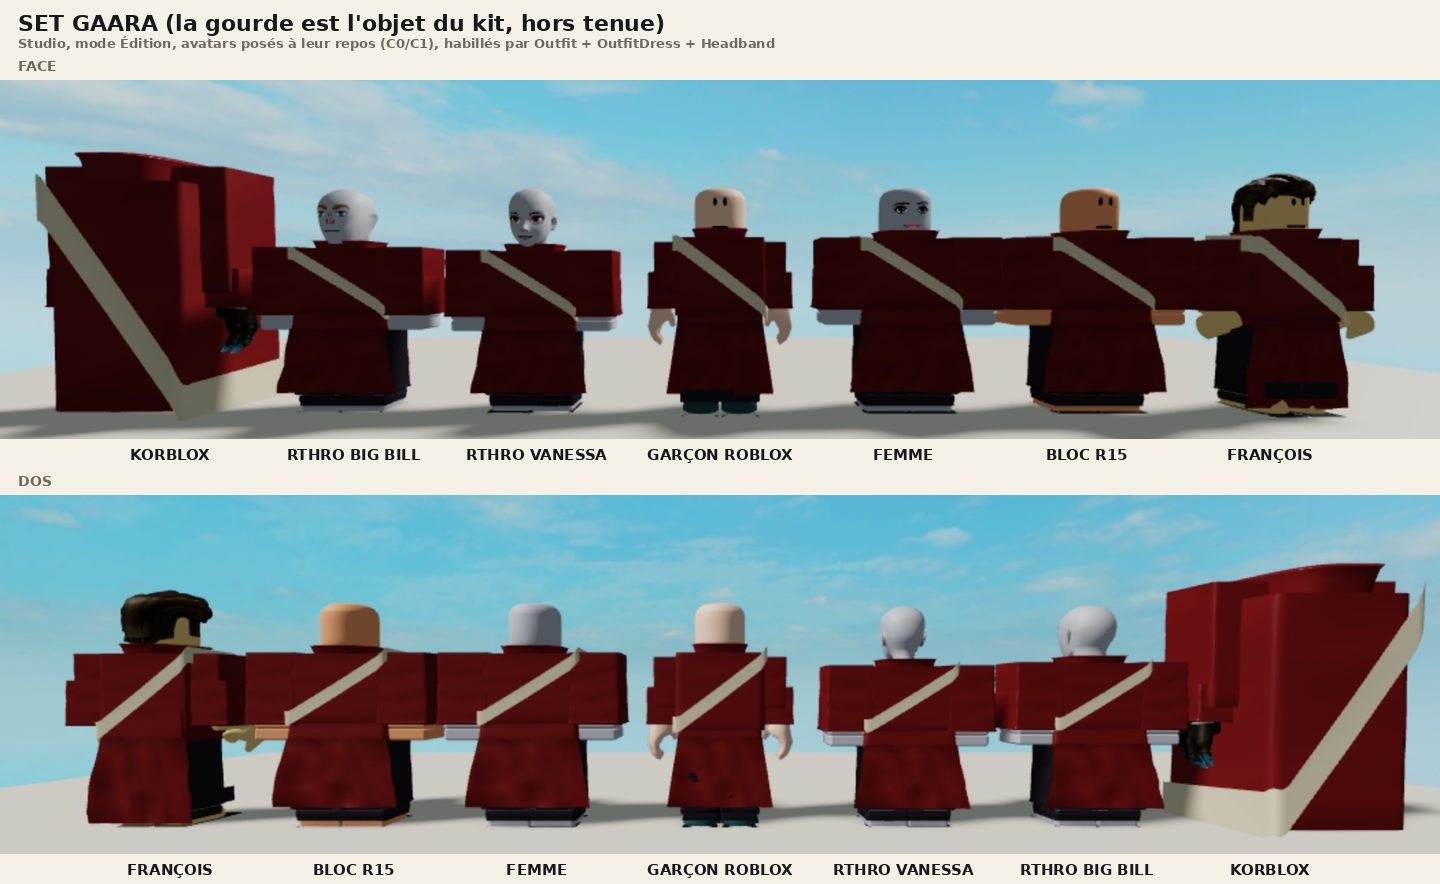 SET GAARA (la gourde est l'objet du kit, hors tenue)
Studio, mode Édition, avatars posés à leur repos (C0/C1), habillés par Outfit + OutfitDress + Headband
FACE
KORBLOX RTHRO BIG BILL RTHRO VANESSA GARÇON ROBLOX FEMME BLOC R15 FRANÇOIS
DOS
FRANÇOIS BLOC R15 FEMME GARÇON ROBLOX RTHRO VANESSA RTHRO BIG BILL KORBLOX